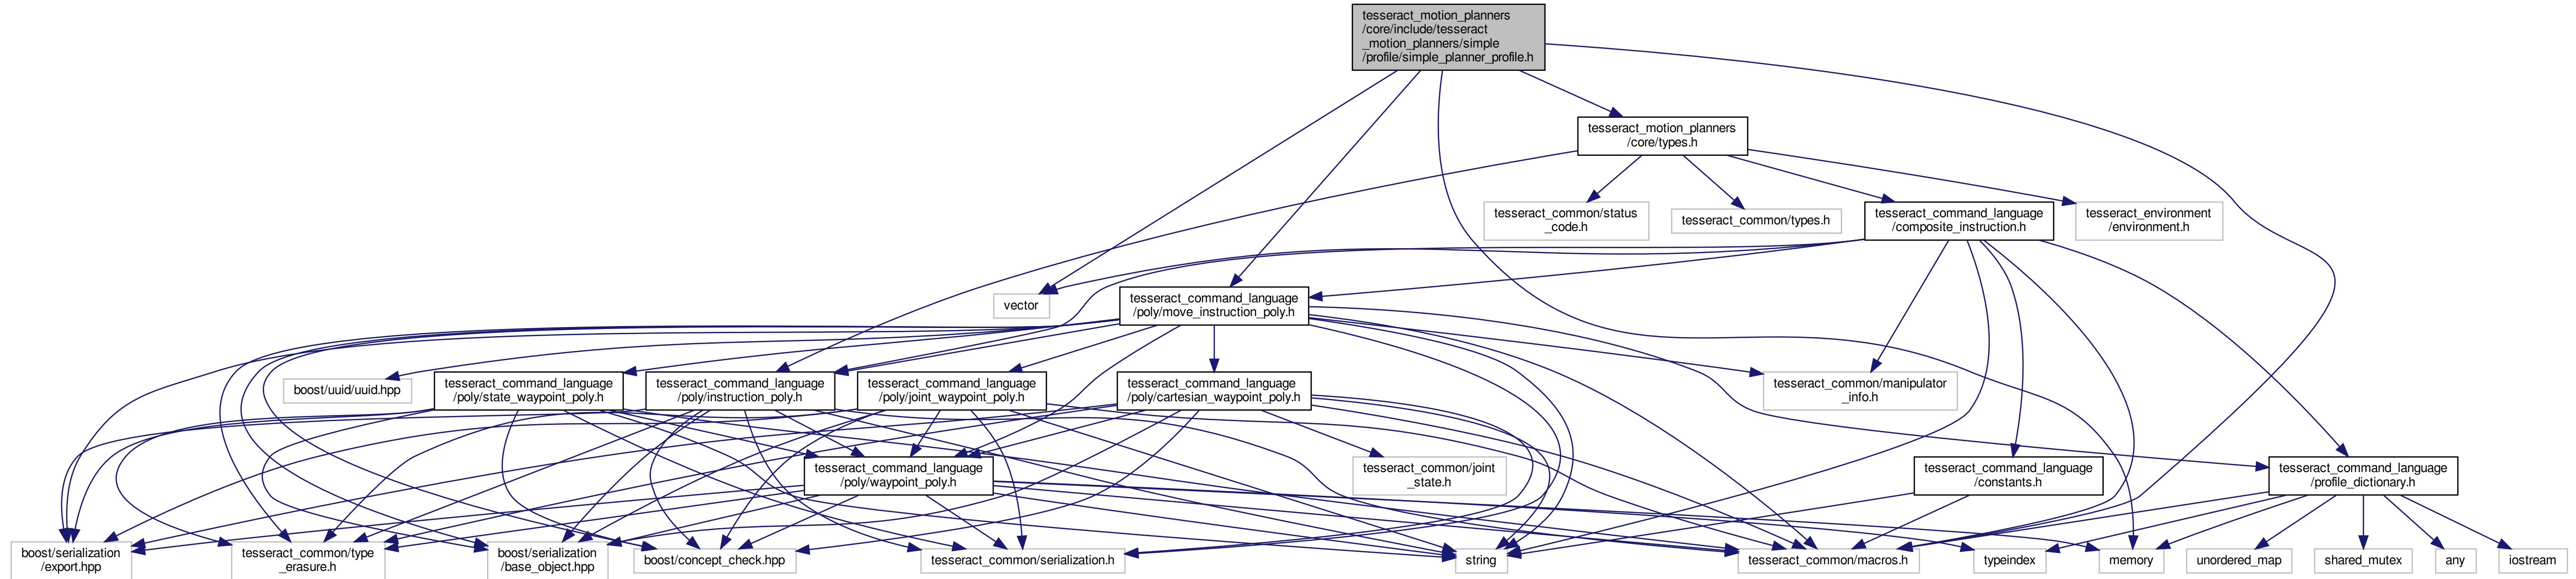 tesseract_motion_planners
/core/include/tesseract
_motion_planners/simple
/profile/simple_planner_profile.h
tesseract_motion_planners
/core/types.h
tesseract_common/status
_code.h
tesseract_common/types.h
tesseract_command_language
/composite_instruction.h
tesseract_environment
/environment.h
vector
tesseract_command_language
/poly/move_instruction_poly.h
boost/uuid/uuid.hpp
tesseract_command_language
/poly/state_waypoint_poly.h
tesseract_command_language
/poly/instruction_poly.h
tesseract_command_language
/poly/joint_waypoint_poly.h
tesseract_command_language
/poly/cartesian_waypoint_poly.h
tesseract_common/manipulator
_info.h
tesseract_command_language
/poly/waypoint_poly.h
tesseract_common/joint
_state.h
tesseract_command_language
/constants.h
tesseract_command_language
/profile_dictionary.h
boost/serialization
/export.hpp
tesseract_common/type
_erasure.h
boost/serialization
/base_object.hpp
boost/concept_check.hpp
tesseract_common/serialization.h
string
tesseract_common/macros.h
typeindex
memory
unordered_map
shared_mutex
any
iostream